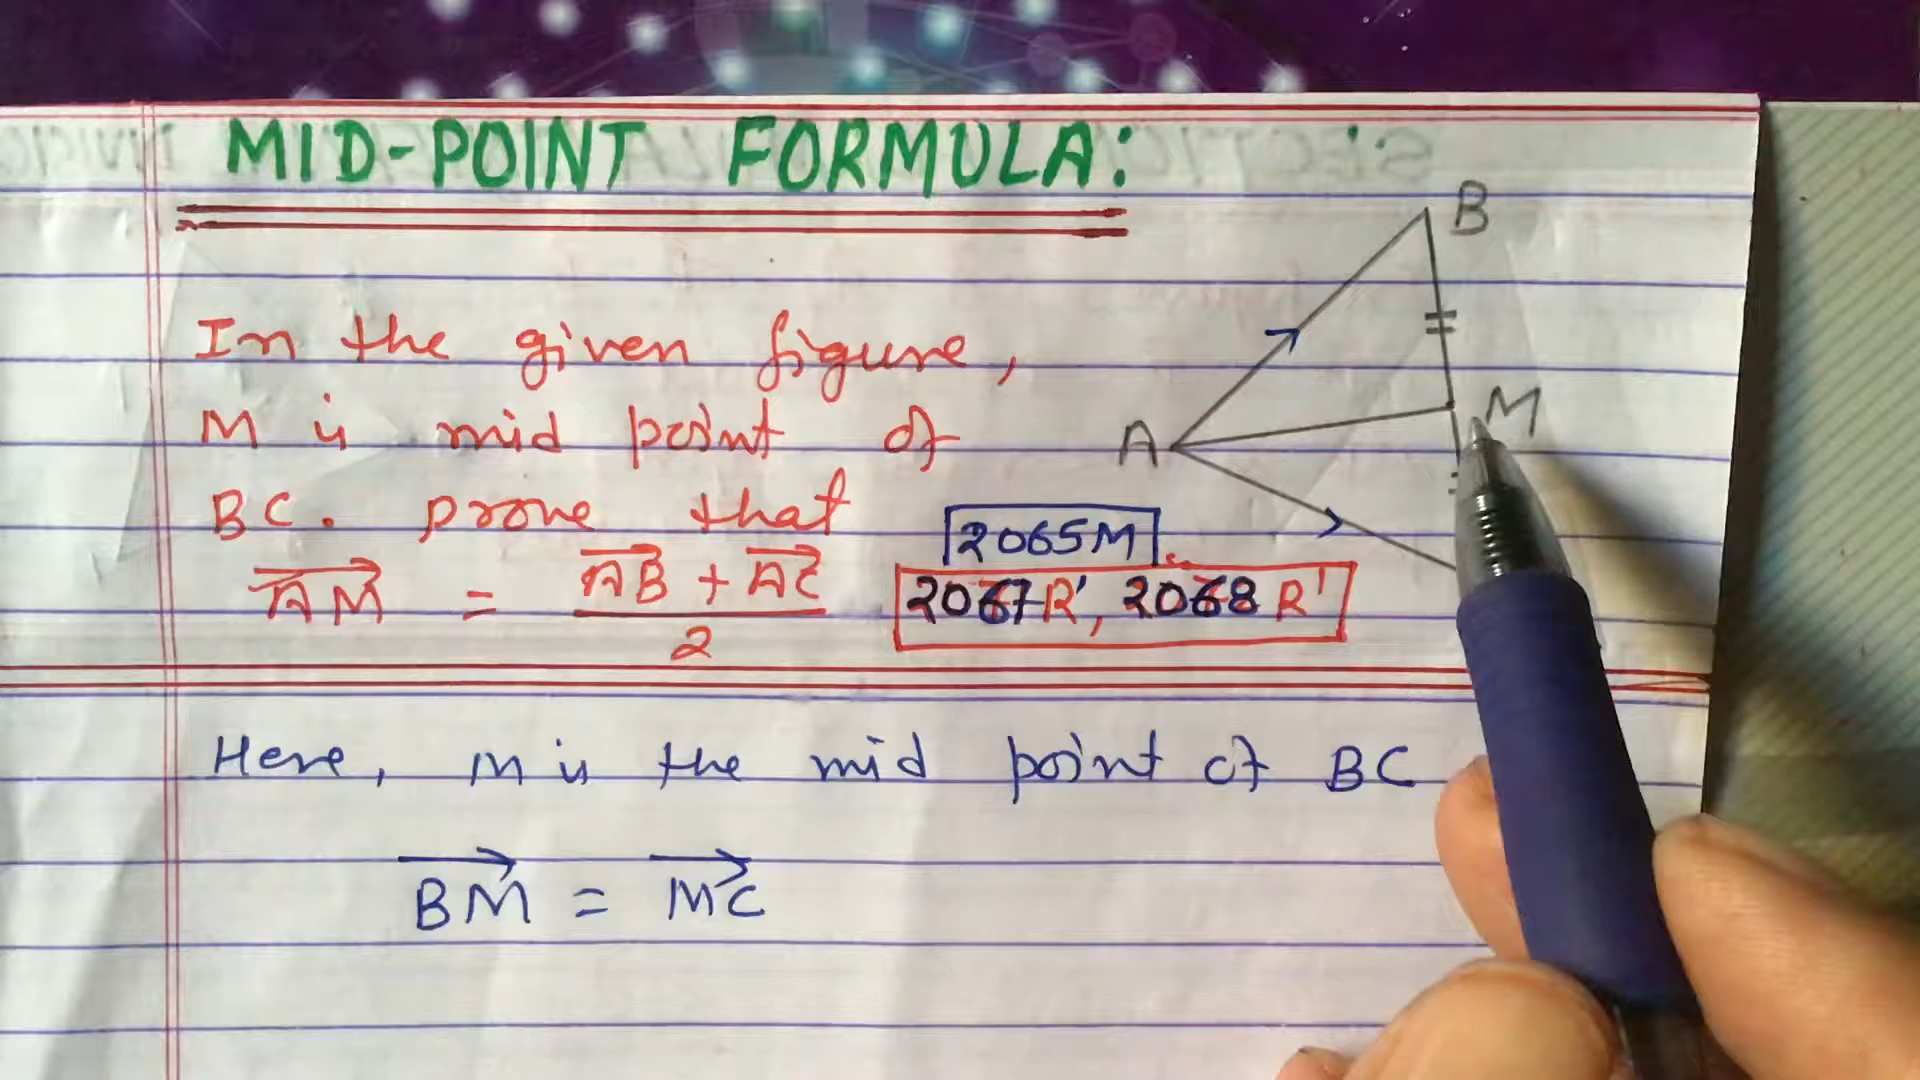 MID-POINT FORMULA:
B
In the given figure,
M is mid point of
M
A
BC. prove that
2065M
AM = AB + AC
2
2067R', 2068R'
Here, M is the mid point of BC
BM = MC